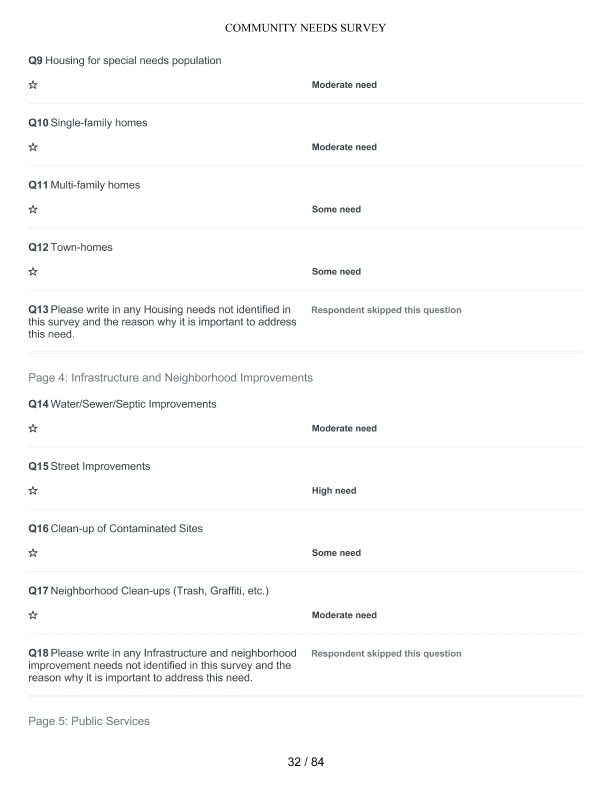 COMMUNITY NEEDS SURVEY
Q9 Housing for special needs population
☆ Moderate need
Q10 Single-family homes
☆ Moderate need
Q11 Multi-family homes
☆ Some need
Q12 Town-homes
☆ Some need
Q13 Please write in any Housing needs not identified in Respondent skipped this question
this survey and the reason why it is important to address
this need.
Page 4: Infrastructure and Neighborhood Improvements
Q14 Water/Sewer/Septic Improvements
☆ Moderate need
Q15 Street Improvements
☆ High need
Q16 Clean-up of Contaminated Sites
☆ Some need
Q17 Neighborhood Clean-ups (Trash, Graffiti, etc.)
☆ Moderate need
Q18 Please write in any Infrastructure and neighborhood Respondent skipped this question
improvement needs not identified in this survey and the
reason why it is important to address this need.
Page 5: Public Services
32 / 84